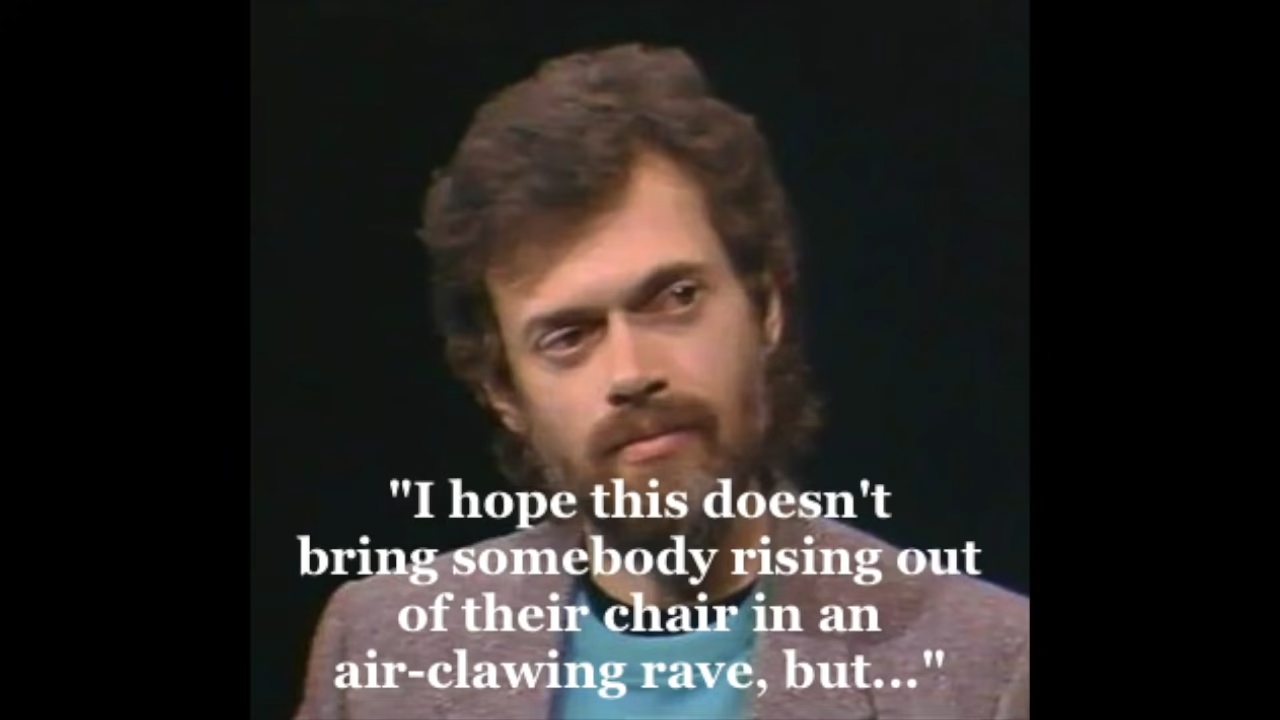 "I hope this doesn't
bring somebody rising out
of their chair in an
air-clawing rave, but..."